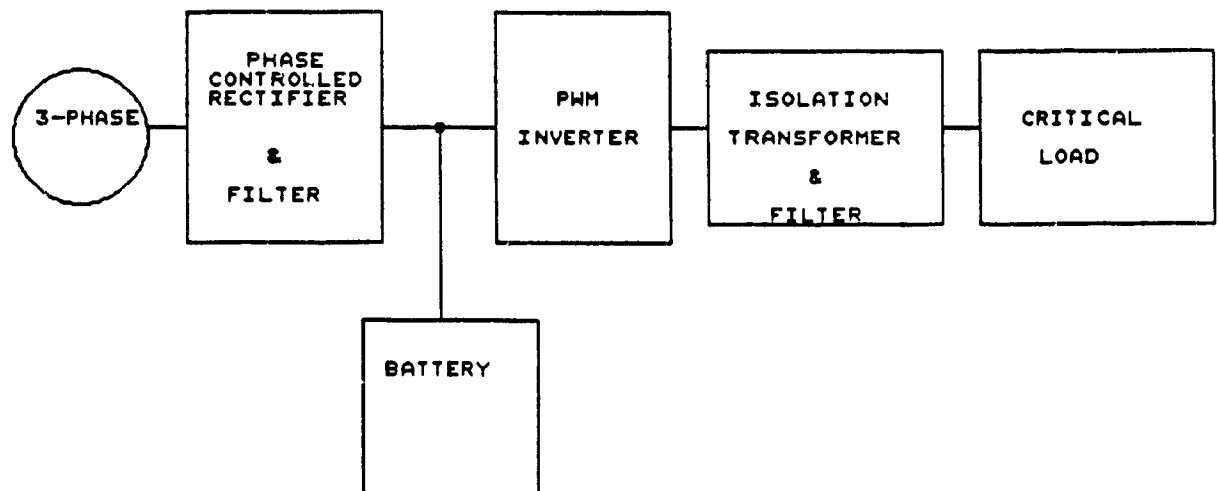 3-PHASE
PHASE
CONTROLLED
RECTIFIER
&
FILTER
PWM
INVERTER
ISOLATION
TRANSFORMER
&
FILTER
CRITICAL
LOAD
BATTERY